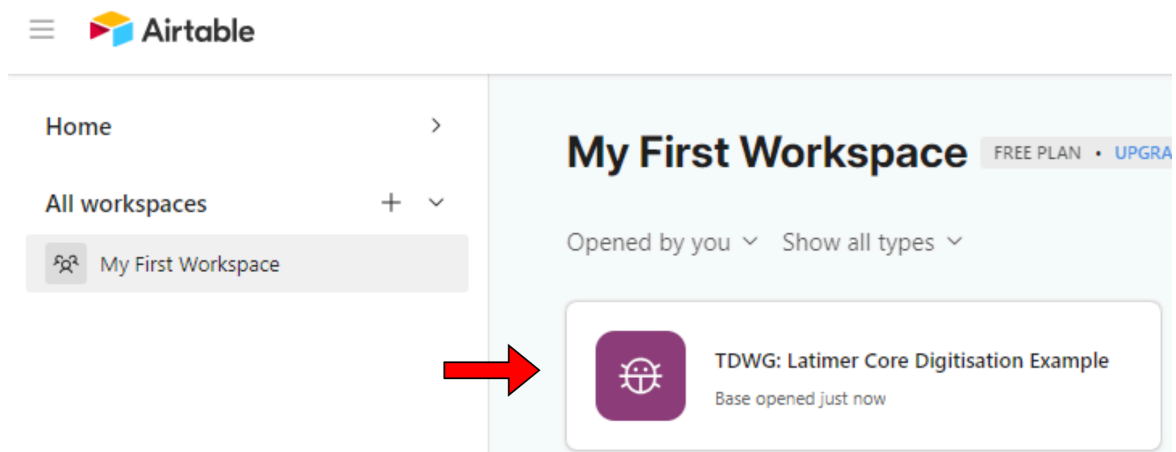 Airtable
Home
All workspaces
My First Workspace
My First Workspace
FREE PLAN • UPGRA
Opened by you
Show all types
TDWG: Latimer Core Digitisation Example
Base opened just now